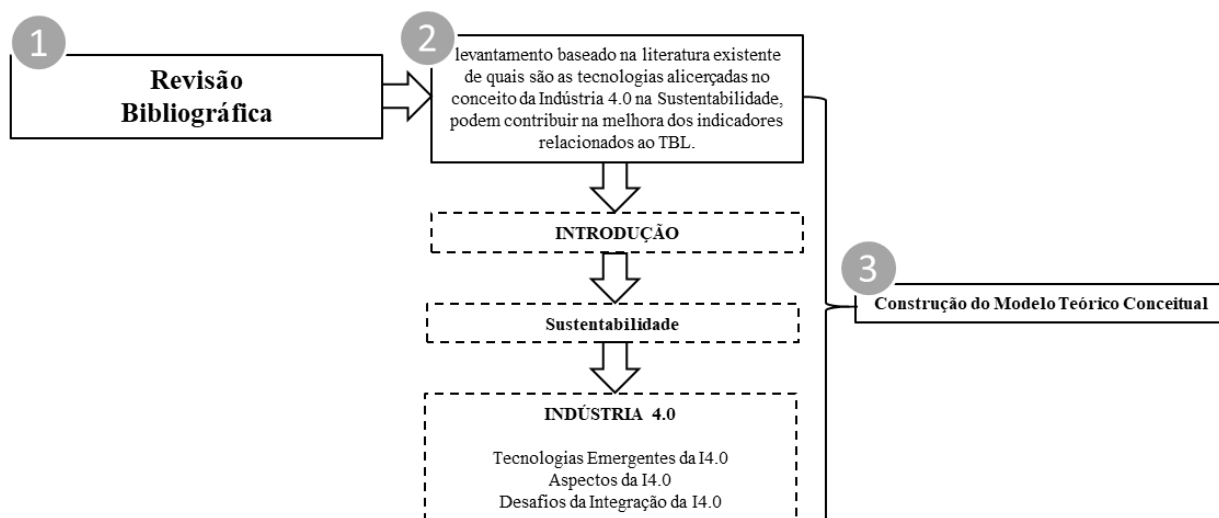 1
Revisão
Bibliográfica
2
levantamento baseado na literatura existente
de quais são as tecnologias alicerçadas no
conceito da Indústria 4.0 na Sustentabilidade,
podem contribuir na melhora dos indicadores
relacionados ao TBL.
INTRODUÇÃO
Sustentabilidade
INDÚSTRIA 4.0
Tecnologias Emergentes da I4.0
Aspectos da I4.0
Desafios da Integração da I4.0
3
Construção do Modelo Teórico Conceitual